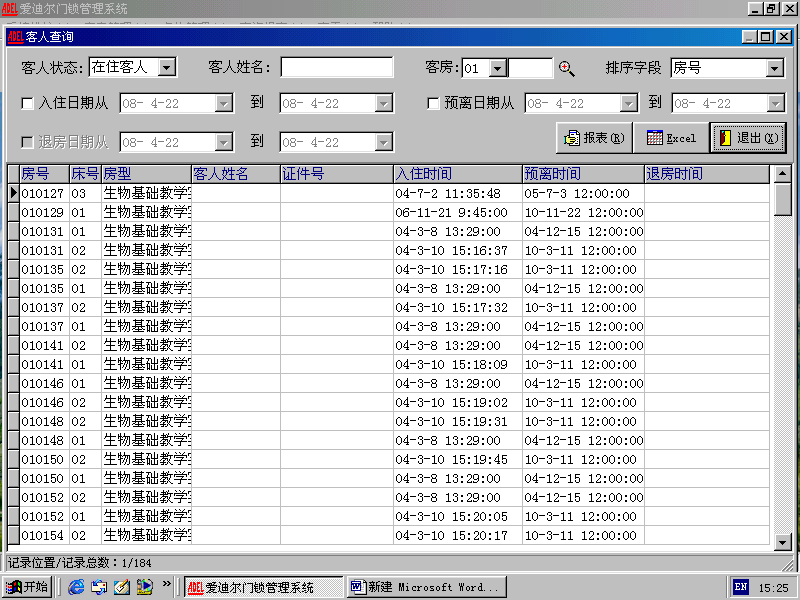 ADEL 爱迪尔门锁管理系统
ADEL 客人查询
客人状态: 在住客人 客人姓名: 客房: 01 排序字段 房号
入住日期从 08- 4-22 到 08- 4-22 预离日期从 08- 4-22 到 08- 4-22
退房日期从 08- 4-22 到 08- 4-22 报表(R) Excel 退出(X)
房号 床号 房型 客人姓名 证件号 入住时间 预离时间 退房时间
010127 03 生物基础教学 04-7-2 11:35:48 05-7-3 12:00:00
010129 01 生物基础教学 06-11-21 9:45:00 10-11-22 12:00:00
010131 01 生物基础教学 04-3-8 13:29:00 04-12-15 12:00:00
010131 02 生物基础教学 04-3-10 15:16:37 10-3-11 12:00:00
010135 02 生物基础教学 04-3-10 15:17:16 10-3-11 12:00:00
010135 01 生物基础教学 04-3-8 13:29:00 04-12-15 12:00:00
010137 02 生物基础教学 04-3-10 15:17:32 10-3-11 12:00:00
010137 01 生物基础教学 04-3-8 13:29:00 04-12-15 12:00:00
010141 02 生物基础教学 04-3-8 13:29:00 04-12-15 12:00:00
010141 01 生物基础教学 04-3-10 15:18:09 10-3-11 12:00:00
010146 01 生物基础教学 04-3-8 13:29:00 04-12-15 12:00:00
010146 02 生物基础教学 04-3-10 15:19:02 10-3-11 12:00:00
010148 02 生物基础教学 04-3-10 15:19:31 10-3-11 12:00:00
010148 01 生物基础教学 04-3-8 13:29:00 04-12-15 12:00:00
010150 02 生物基础教学 04-3-10 15:19:45 10-3-11 12:00:00
010150 01 生物基础教学 04-3-8 13:29:00 04-12-15 12:00:00
010152 02 生物基础教学 04-3-8 13:29:00 04-12-15 12:00:00
010152 01 生物基础教学 04-3-10 15:20:05 10-3-11 12:00:00
010154 02 生物基础教学 04-3-10 15:20:17 10-3-11 12:00:00
记录位置/记录总数:1/184
开始 » ADEL 爱迪尔门锁管理系统 新建 Microsoft Word... EN 15:25